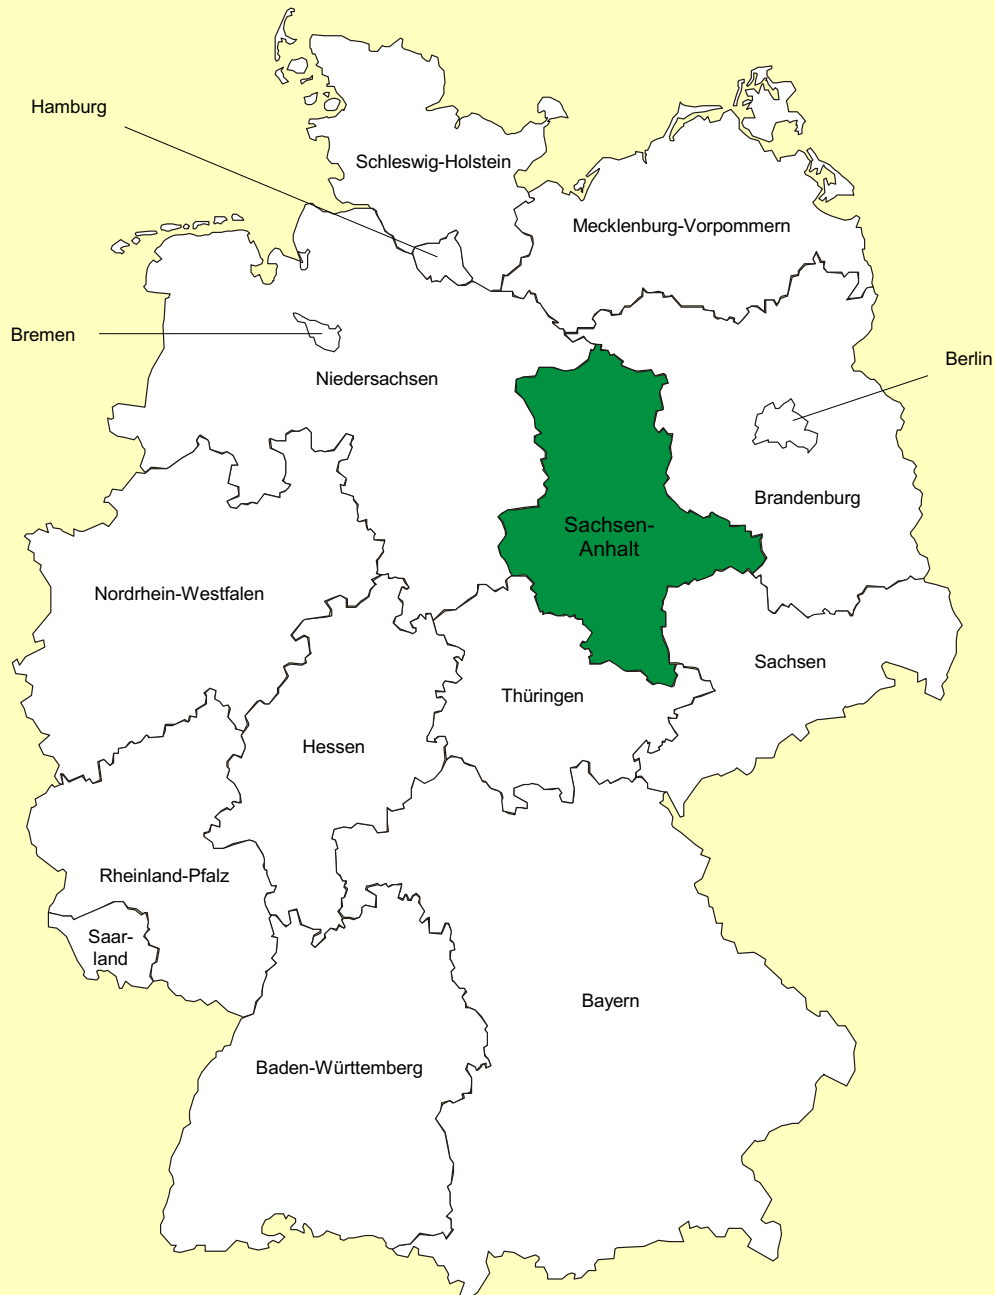 Hamburg
Schleswig-Holstein
Mecklenburg-Vorpommern
Bremen
Niedersachsen
Berlin
Brandenburg
Sachsen-
Anhalt
Nordrhein-Westfalen
Sachsen
Thüringen
Hessen
Rheinland-Pfalz
Saar-
land
Bayern
Baden-Württemberg